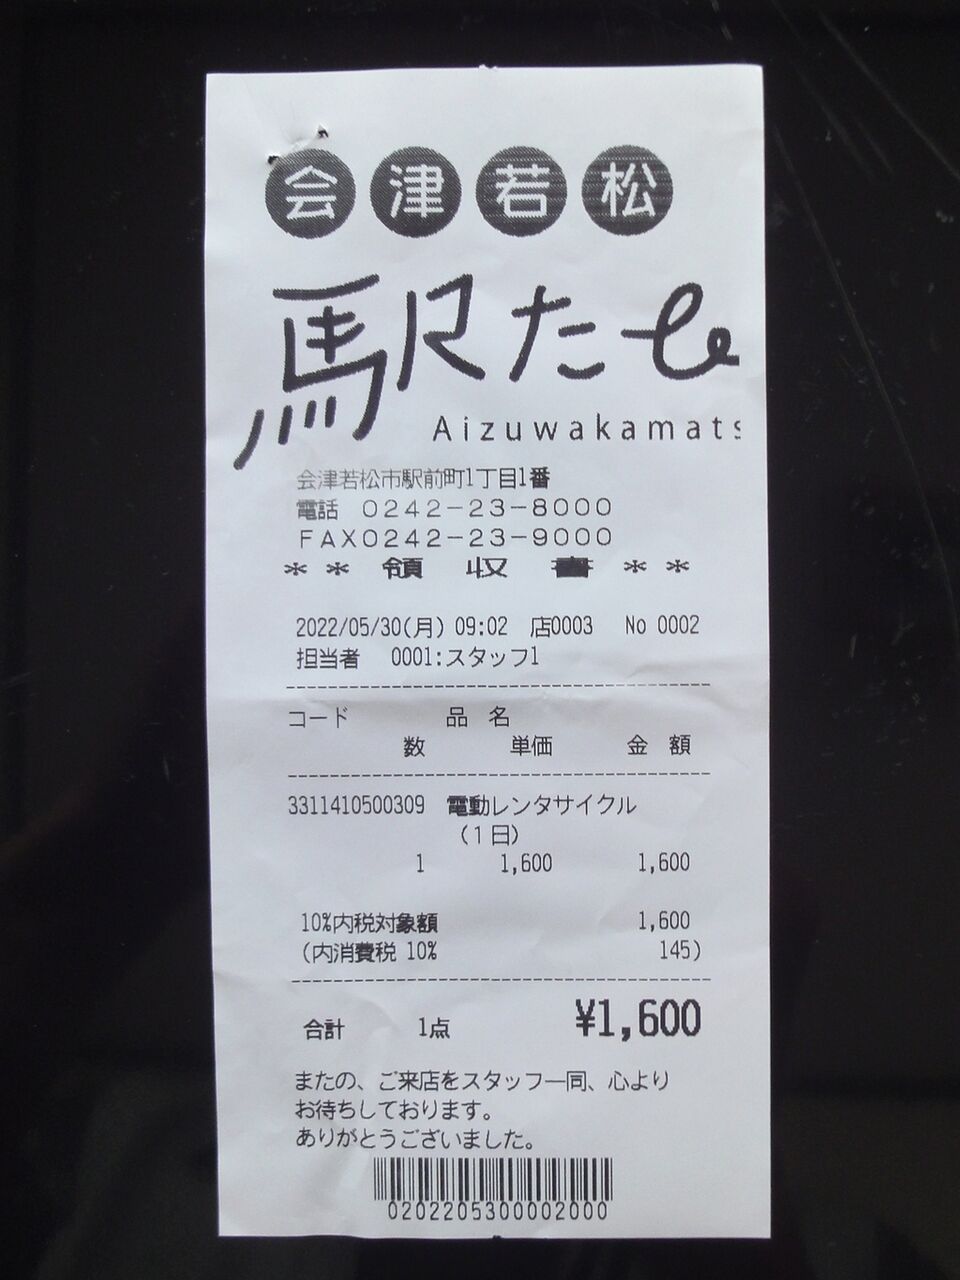 会津若松
駅たび
Aizuwakamats
会津若松市駅前町1丁目1番
電話 0242-23-8000
FAX0242-23-9000
** 領 収 書 **
2022/05/30(月) 09:02 店0003 No 0002
担当者 0001:スタッフ1
コード 品 名
数 単価 金 額
3311410500309 電動レンタサイクル
(1日)
1 1,600 1,600
10%内税対象額 1,600
(内消費税 10% 145)
合計 1点 ¥1,600
またの、ご来店をスタッフ一同、心より
お待ちしております。
ありがとうございました。
0202205300002000